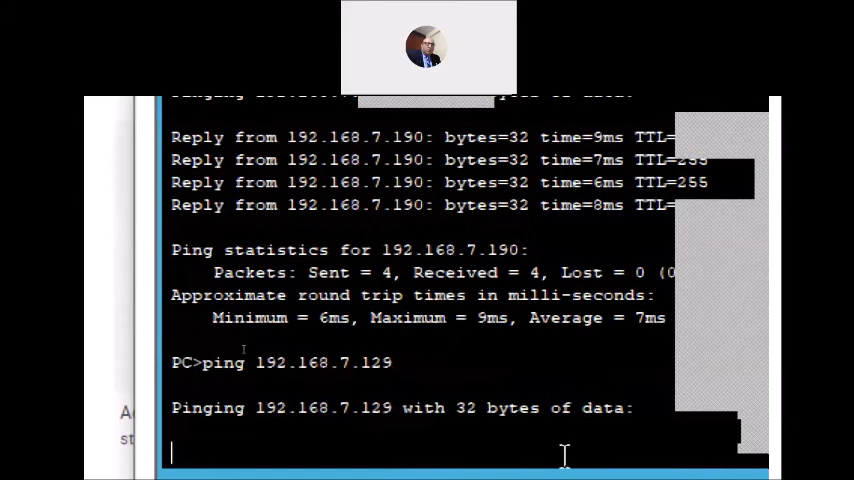 Reply from 192.168.7.190: bytes=32 time=9ms TTL=
Reply from 192.168.7.190: bytes=32 time=7ms TTL=255
Reply from 192.168.7.190: bytes=32 time=6ms TTL=255
Reply from 192.168.7.190: bytes=32 time=8ms TTL=
Ping statistics for 192.168.7.190:
Packets: Sent = 4, Received = 4, Lost = 0 (0
Approximate round trip times in milli-seconds:
Minimum = 6ms, Maximum = 9ms, Average = 7ms
PC>ping 192.168.7.129
Pinging 192.168.7.129 with 32 bytes of data: